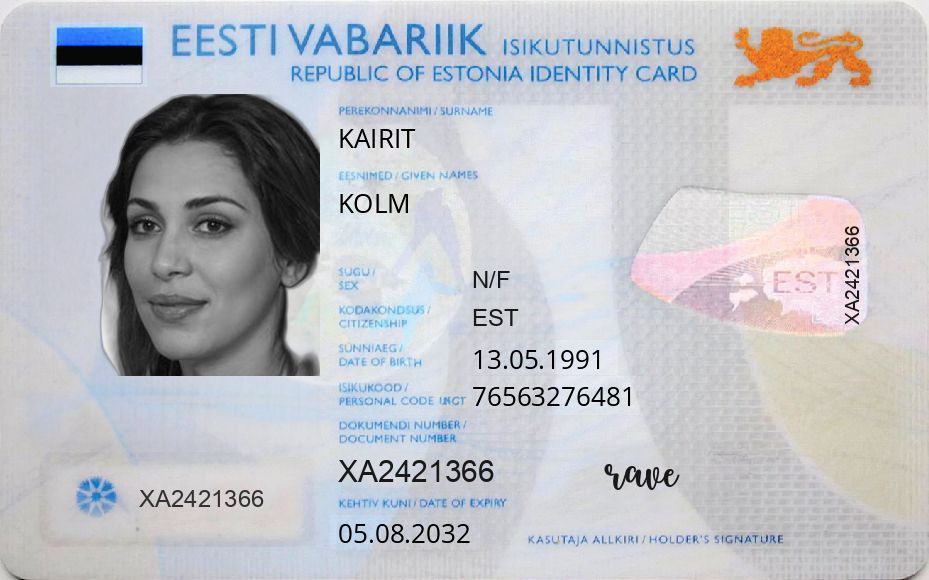 EESTI VABARIIK ISIKUTUNNISTUS
REPUBLIC OF ESTONIA IDENTITY CARD
PEREKONNANIMI / SURNAME
KAIRIT
EESNIMED / GIVEN NAMES
KOLM
SUGU /
SEX
N/F
KODAKONDSUS /
CITIZENSHIP
EST
SÜNNIAEG /
DATE OF BIRTH
13.05.1991
ISIKUKOOD /
PERSONAL CODE
76563276481
DOKUMENDI NUMBER /
DOCUMENT NUMBER
XA2421366
rave
KEHTIV KUNI / DATE OF EXPIRY
05.08.2032
KASUTAJA ALLKIRI / HOLDER'S SIGNATURE
XA2421366
EST
XA2421366